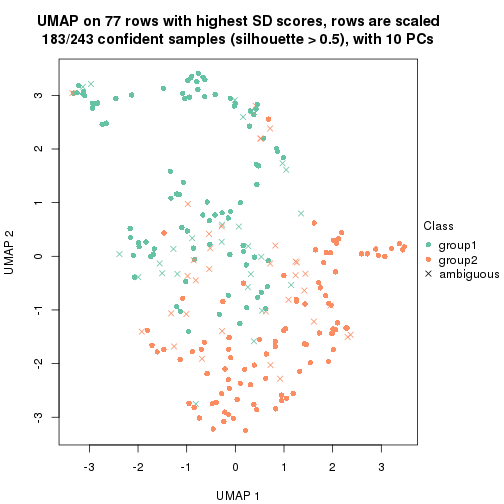 UMAP on 77 rows with highest SD scores, rows are scaled
183/243 confident samples (silhouette > 0.5), with 10 PCs
Class
group1
group2
ambiguous
UMAP 2
3
2
1
0
-1
-2
-3
-3
-2
-1
0
1
2
3
UMAP 1